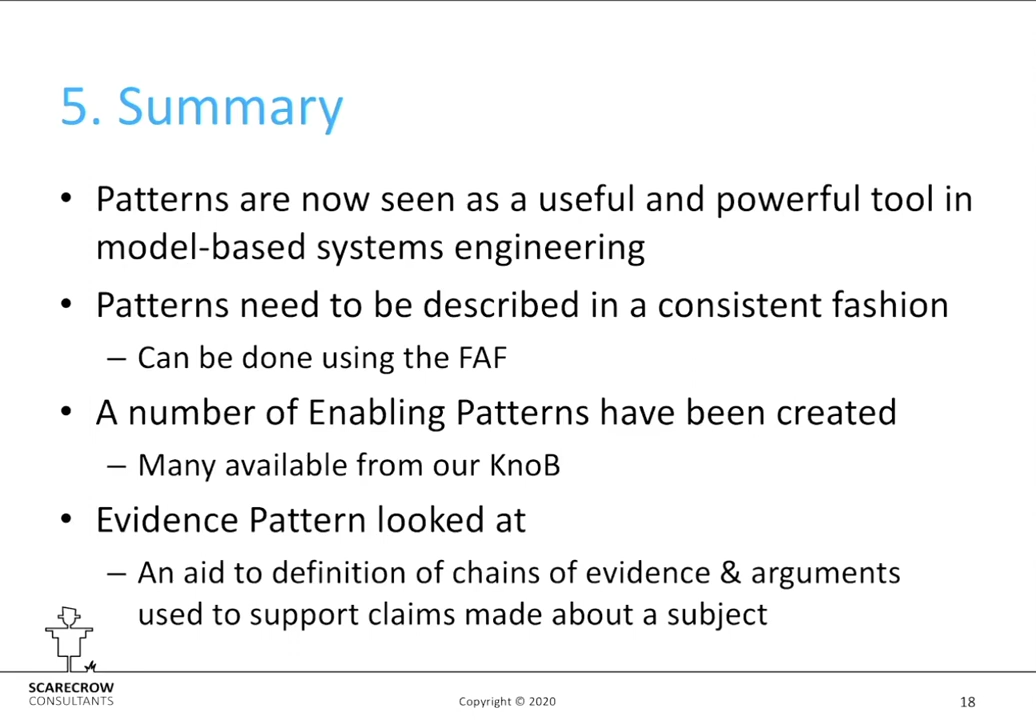 5. Summary
• Patterns are now seen as a useful and powerful tool in
model-based systems engineering
• Patterns need to be described in a consistent fashion
– Can be done using the FAF
• A number of Enabling Patterns have been created
– Many available from our KnoB
• Evidence Pattern looked at
– An aid to definition of chains of evidence & arguments
used to support claims made about a subject
SCARECROW
CONSULTANTS
Copyright © 2020
18